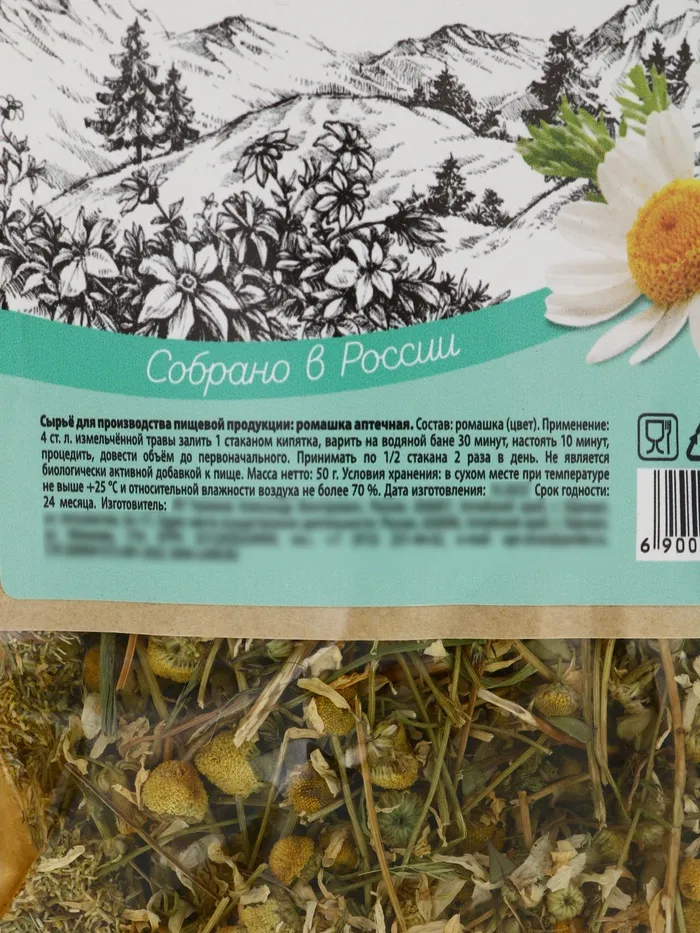 Собрано в России
Сырьё для производства пищевой продукции: ромашка аптечная. Состав: ромашка (цвет). Применение:
4 ст. л. измельчённой травы залить 1 стаканом кипятка, варить на водяной бане 30 минут, настоять 10 минут,
процедить, довести объём до первоначального. Принимать по 1/2 стакана 2 раза в день. Не является
биологически активной добавкой к пище. Масса нетто: 50 г. Условия хранения: в сухом месте при температуре
не выше +25 °С и относительной влажности воздуха не более 70 %. Дата изготовления: Срок годности:
24 месяца. Изготовитель:
6 900